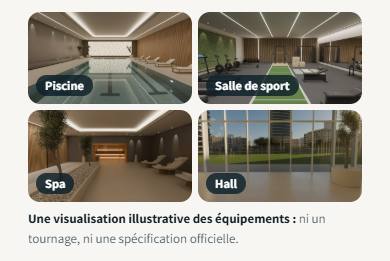 Piscine
Salle de sport
Spa
Hall
Une visualisation illustrative des équipements : ni un
tournage, ni une spécification officielle.